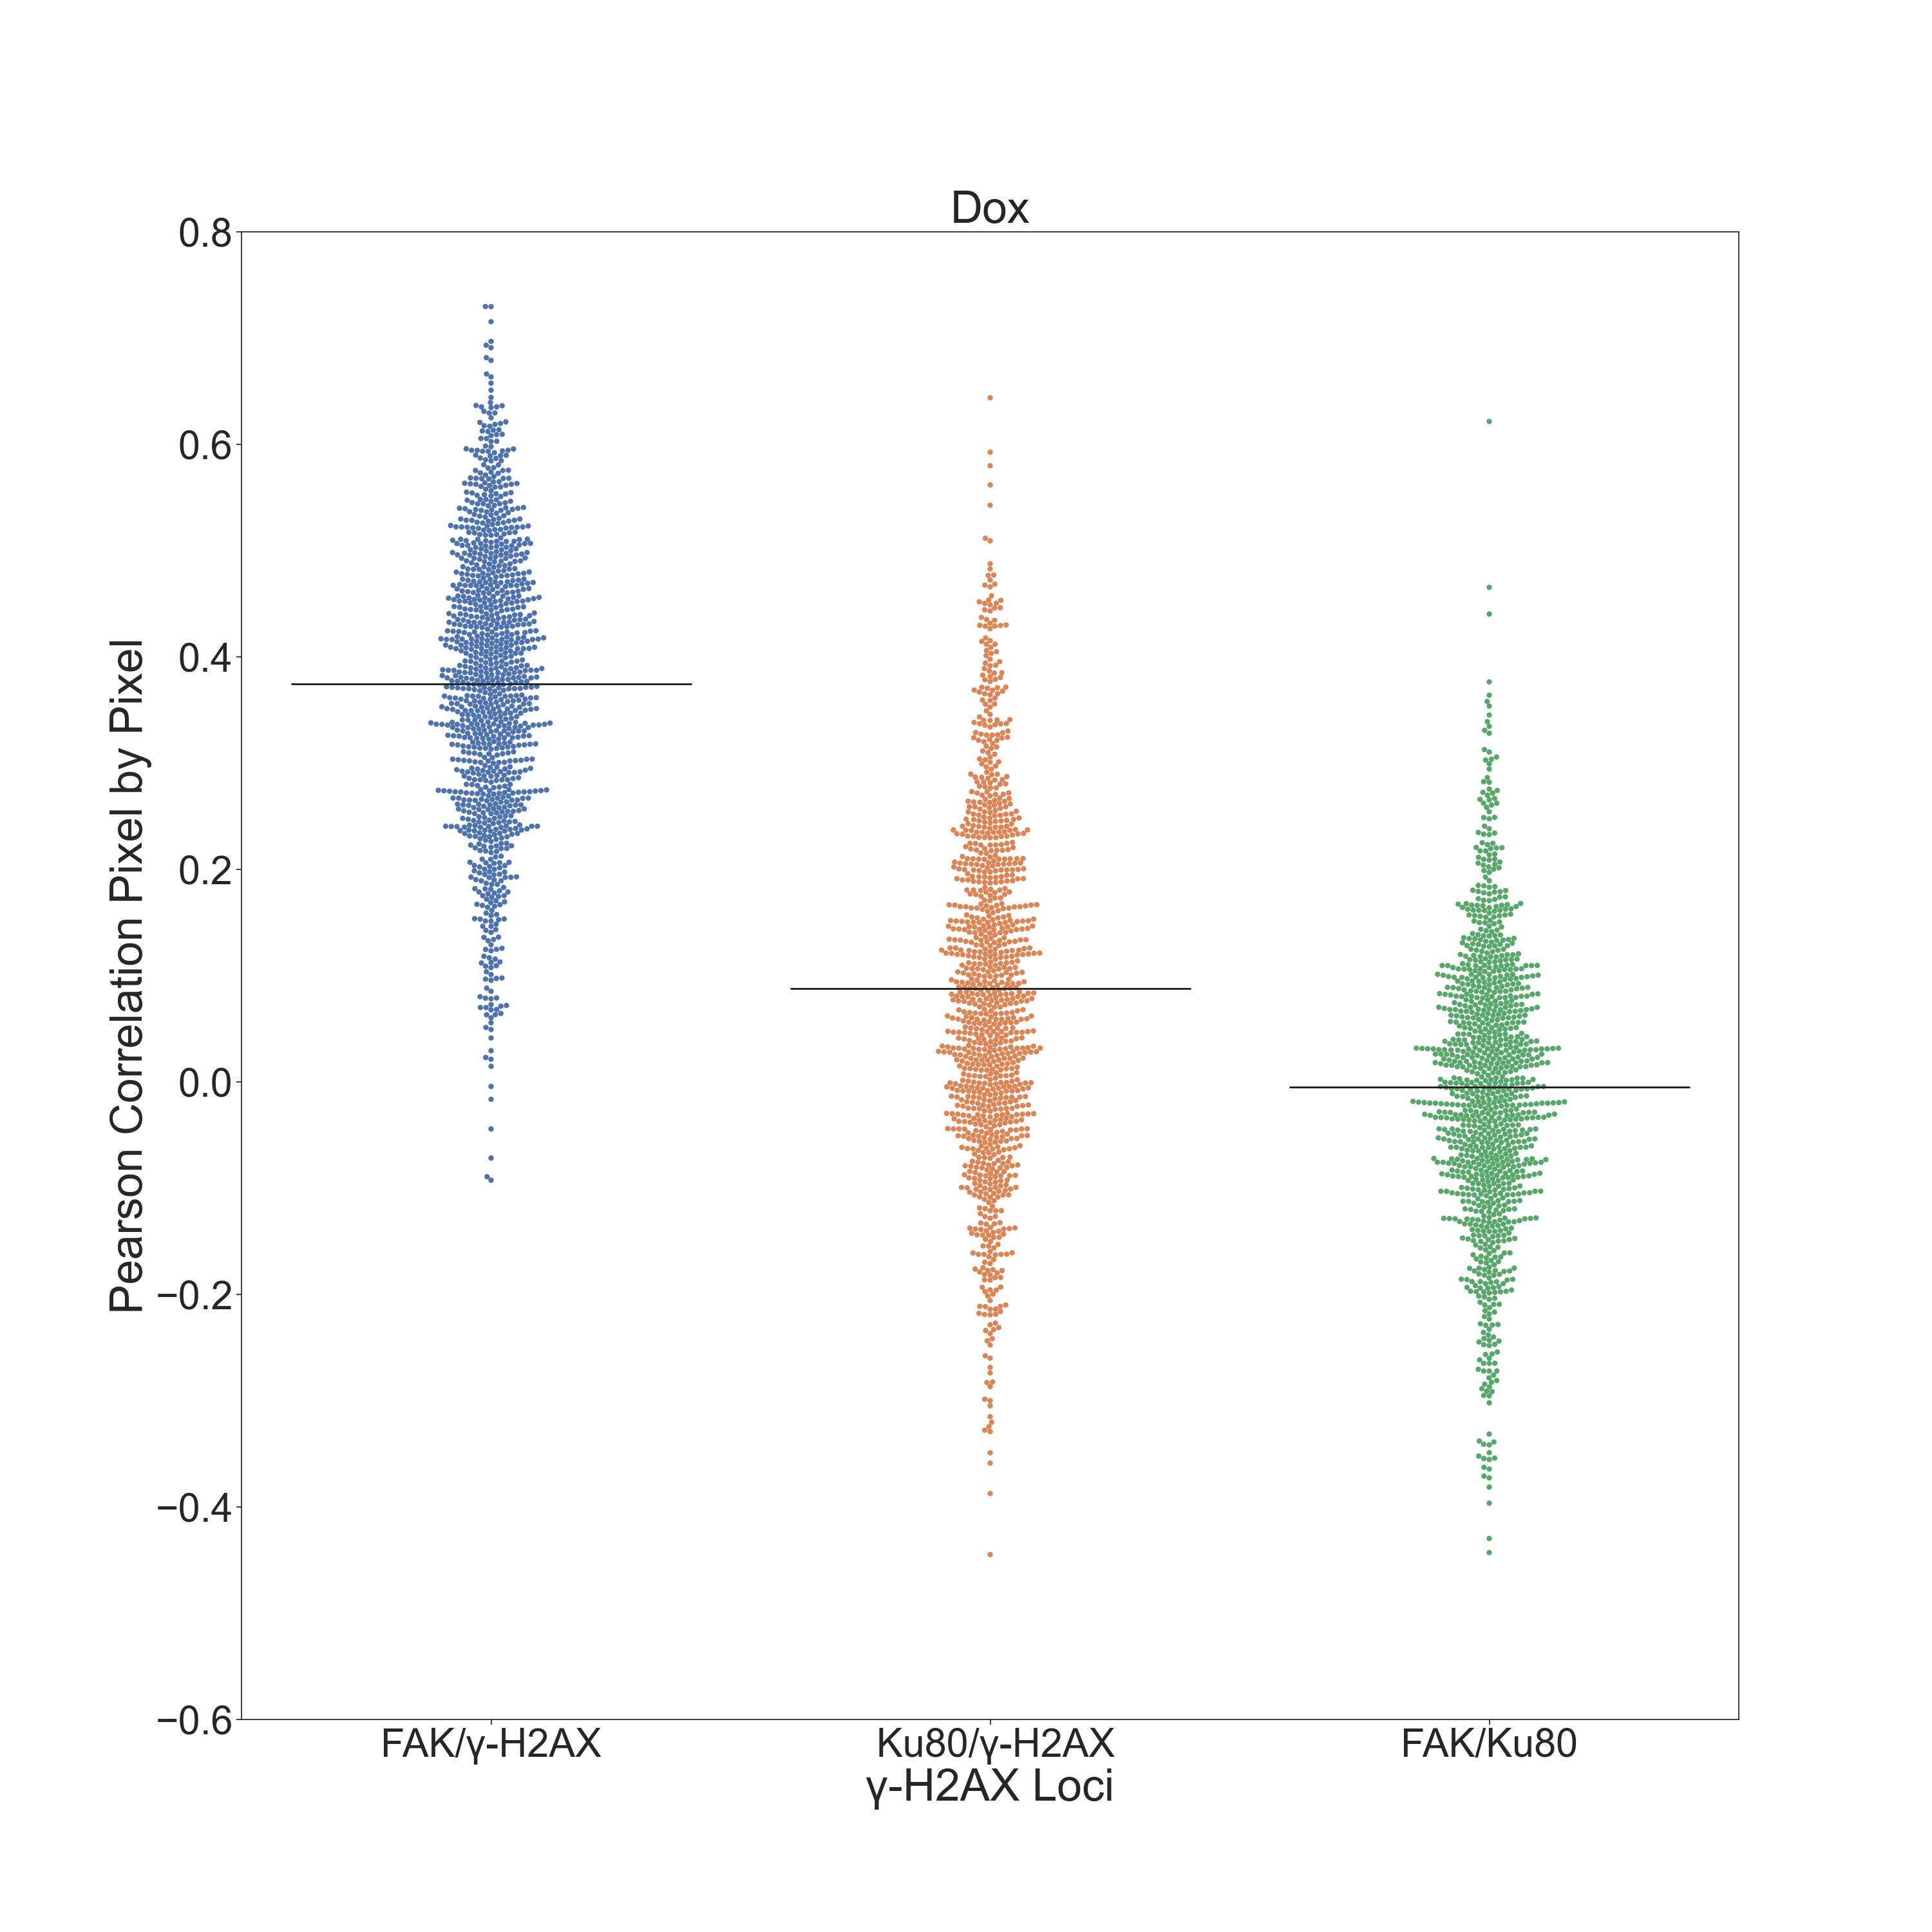 Dox
0.8
0.6
0.4
0.2
0.0
−0.2
−0.4
−0.6
Pearson Correlation Pixel by Pixel
FAK/γ-H2AX
Ku80/γ-H2AX
FAK/Ku80
γ-H2AX Loci